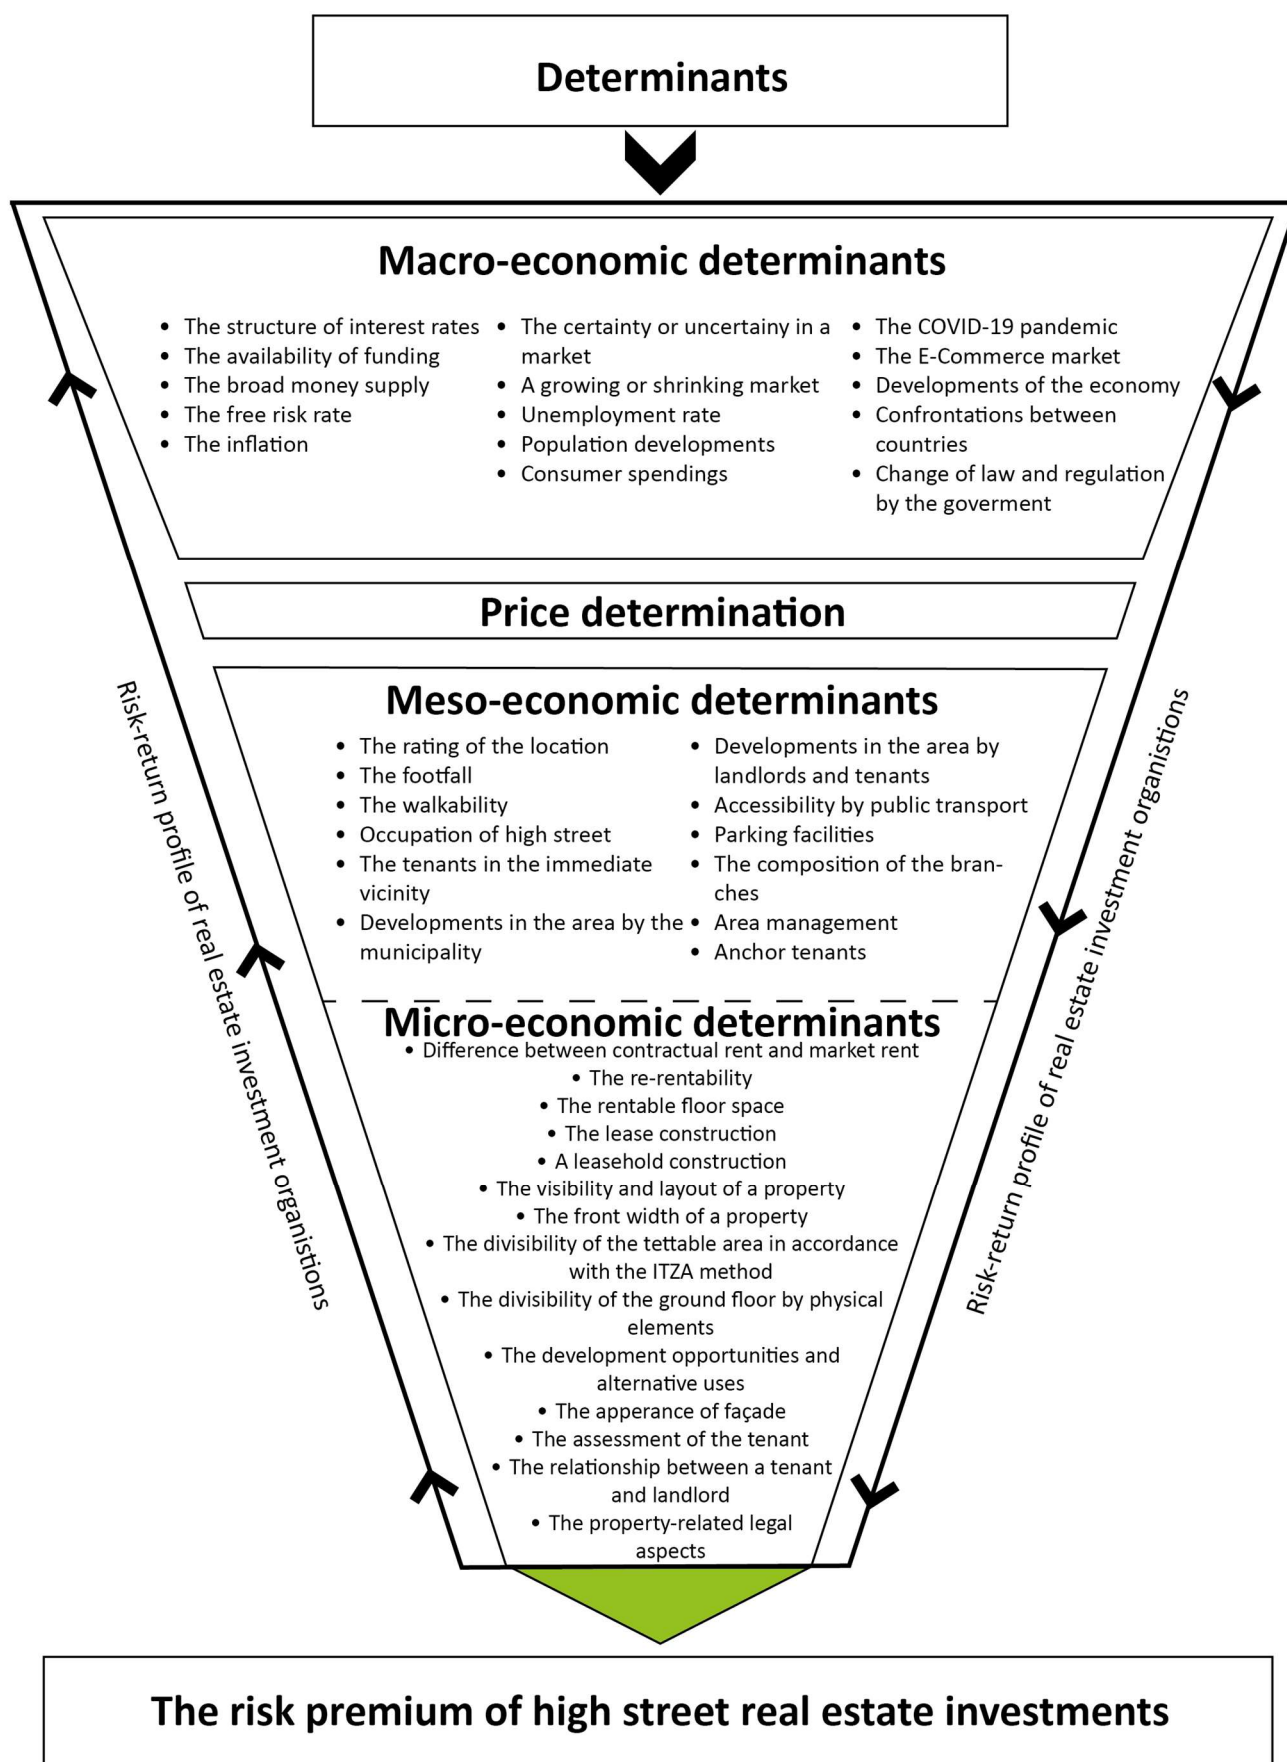 Determinants
Macro-economic determinants
• The structure of interest rates
• The availability of funding
• The broad money supply
• The free risk rate
• The inflation
• The certainty or uncertainy in a
market
• A growing or shrinking market
• Unemployment rate
• Population developments
• Consumer spendings
• The COVID-19 pandemic
• The E-Commerce market
• Developments of the economy
• Confrontations between
countries
• Change of law and regulation
by the goverment
Price determination
Meso-economic determinants
• The rating of the location
• The footfall
• The walkability
• Occupation of high street
• The tenants in the immediate
vicinity
• Developments in the area by the
municipality
• Developments in the area by
landlords and tenants
• Accessibility by public transport
• Parking facilities
• The composition of the bran-
ches
• Area management
• Anchor tenants
Micro-economic determinants
• Difference between contractual rent and market rent
• The re-rentability
• The rentable floor space
• The lease construction
• A leasehold construction
• The visibility and layout of a property
• The front width of a property
• The divisibility of the tettable area in accordance
with the ITZA method
• The divisibility of the ground floor by physical
elements
• The development opportunities and
alternative uses
• The apperance of façade
• The assessment of the tenant
• The relationship between a tenant
and landlord
• The property-related legal
aspects
Risk-return profile of real estate investment organistions
Risk-return profile of real estate investment organistions
The risk premium of high street real estate investments